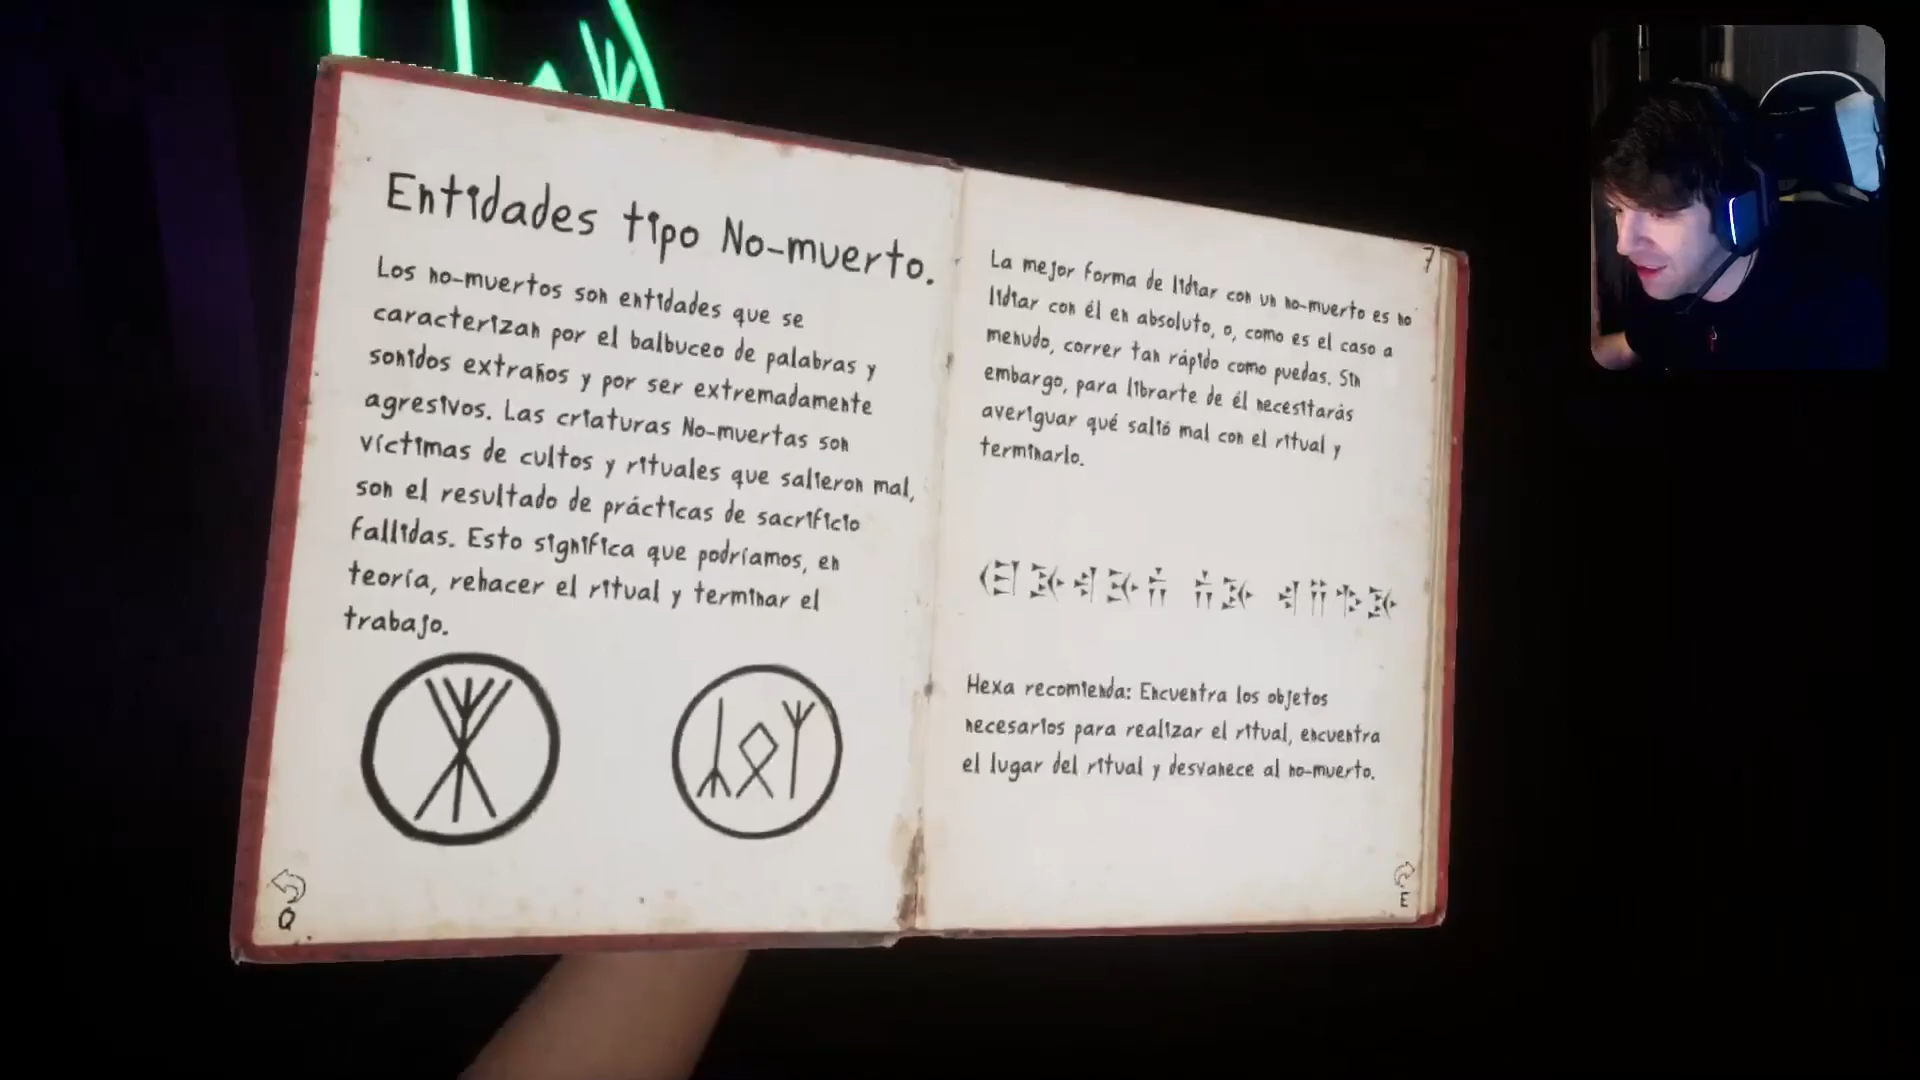 Entidades tipo No-muerto.
Los no-muertos son entidades que se
caracterizan por el balbuceo de palabras y
sonidos extraños y por ser extremadamente
agresivos. Las criaturas No-muertas son
víctimas de cultos y rituales que salieron mal,
son el resultado de prácticas de sacrificio
fallidas. Esto significa que podríamos, en
teoría, rehacer el ritual y terminar el
trabajo.
Q
7
La mejor forma de lidiar con un no-muerto es no
lidiar con él en absoluto, o, como es el caso a
menudo, correr tan rápido como puedas. Sin
embargo, para librarte de él necesitarás
averiguar qué salió mal con el ritual y
terminarlo.
Hexa recomienda: Encuentra los objetos
necesarios para realizar el ritual, encuentra
el lugar del ritual y desvanece al no-muerto.
E